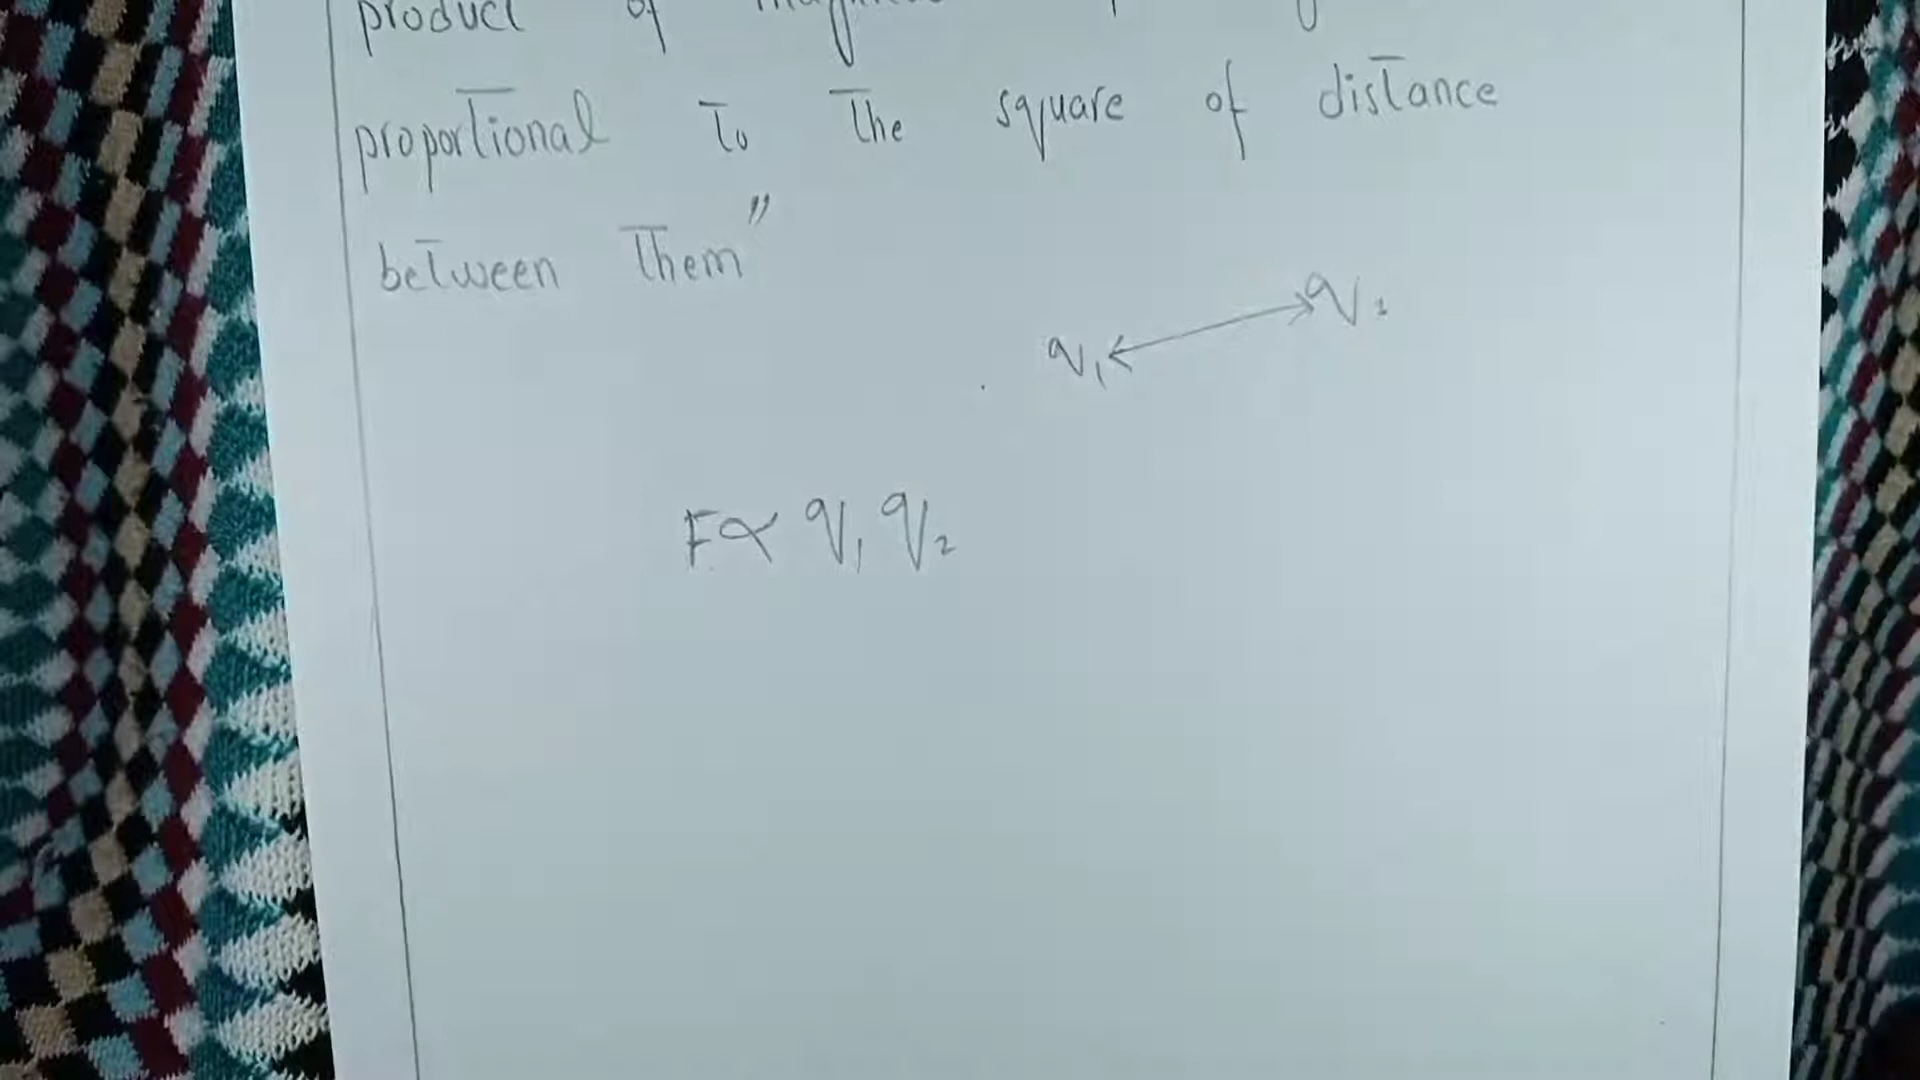 product of
proportional to the square of distance
between them"
q₁ q₂
F∝ q₁ q₂